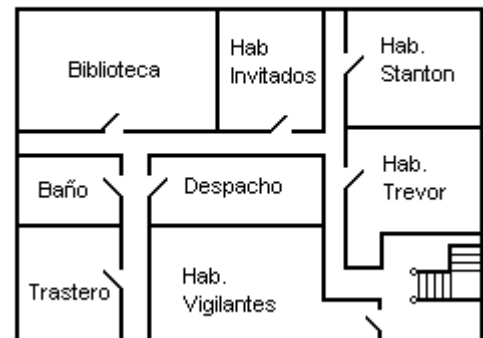 Biblioteca
Hab
Invitados
Hab.
Stanton
Baño
Despacho
Hab.
Trevor
Trastero
Hab.
Vigilantes